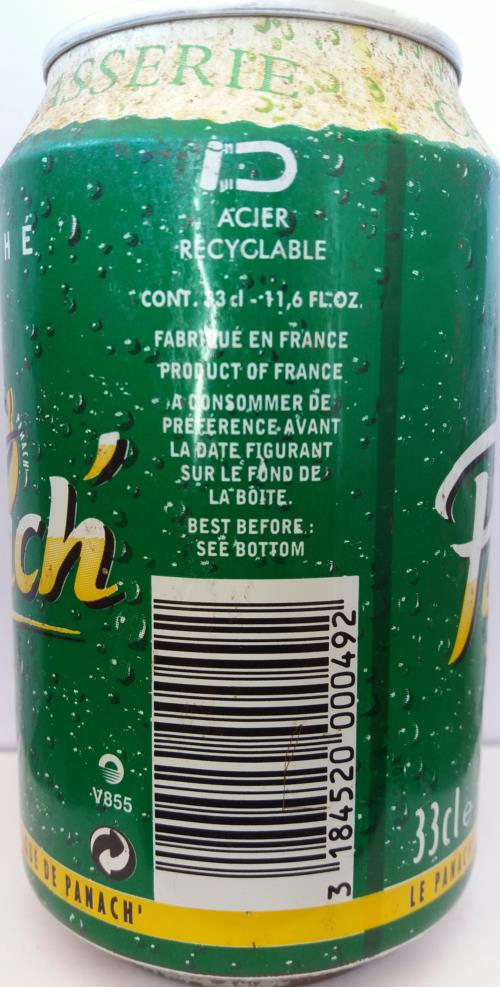 ASSERIE
H É
ACIER
RECYCLABLE
CONT. 33 cl - 11,6 FL.OZ.
FABRIQUÉ EN FRANCE
PRODUCT OF FRANCE
A CONSOMMER DE
PRÉFÉRENCE AVANT
LA DATE FIGURANT
SUR LE FOND DE
LA BOÎTE.
BEST BEFORE :
SEE BOTTOM
ch'
3 184520 000492
V855
33cl e
DE PANACH'
LE PANAC